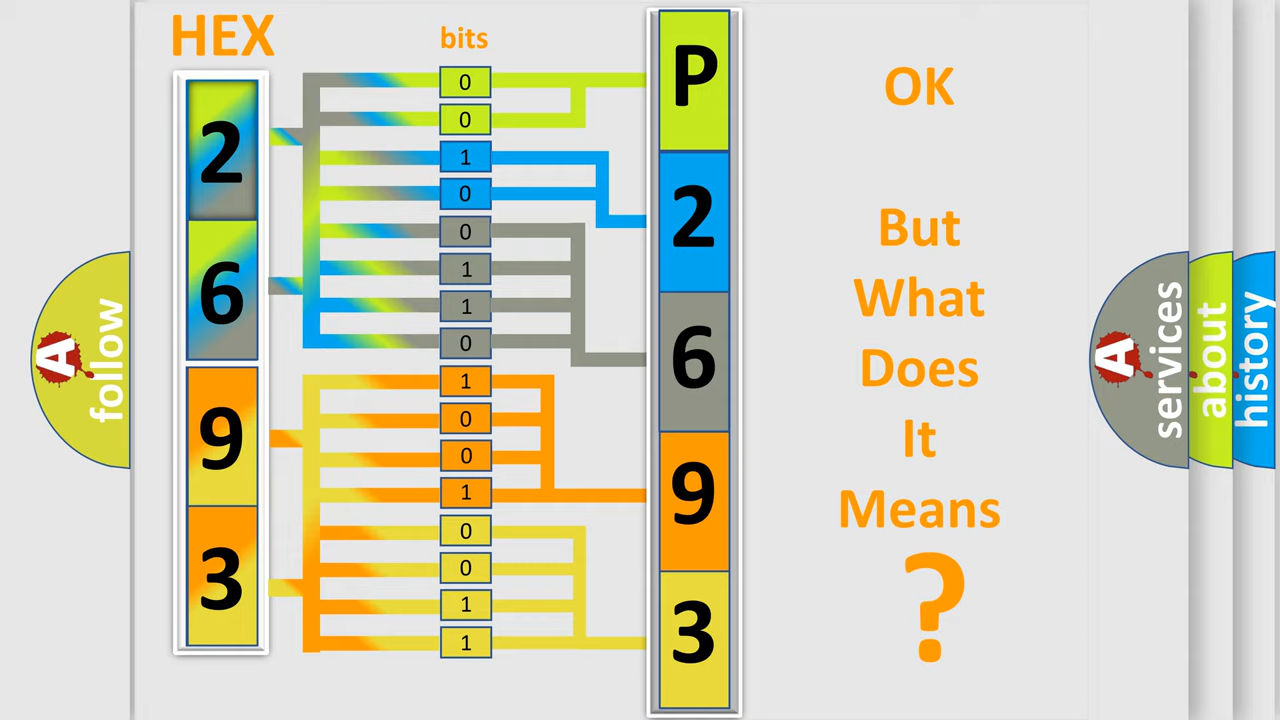 HEX
bits
2
6
9
3
0
0
1
0
0
1
1
0
1
0
0
1
0
0
1
1
P
2
6
9
3
OK
But
What
Does
It
Means
?
A
follow
A
services
about
history